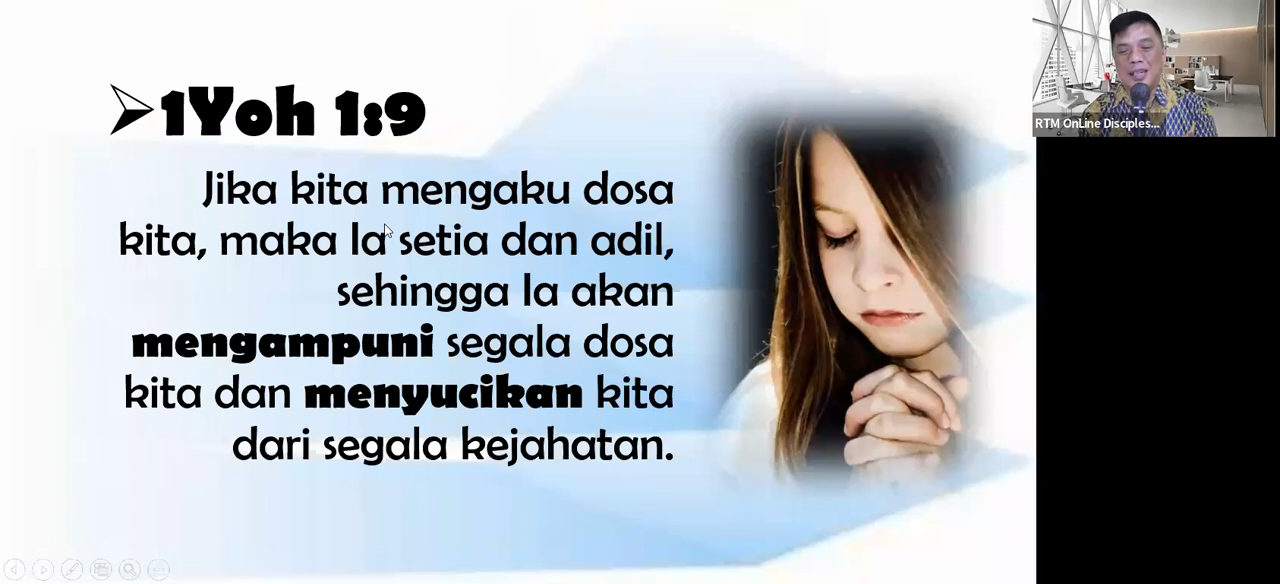 1Yoh 1:9
Jika kita mengaku dosa
kita, maka Ia setia dan adil,
sehingga Ia akan
mengampuni segala dosa
kita dan menyucikan kita
dari segala kejahatan.
RTM OnLine Disciples...